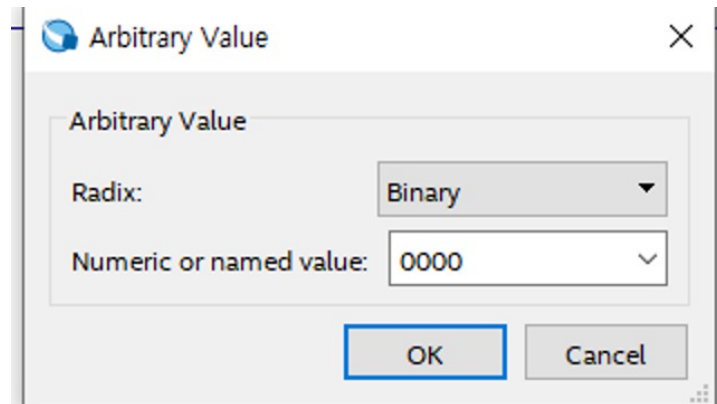 Arbitrary Value
Arbitrary Value
Radix: Binary
Numeric or named value: 0000
OK Cancel